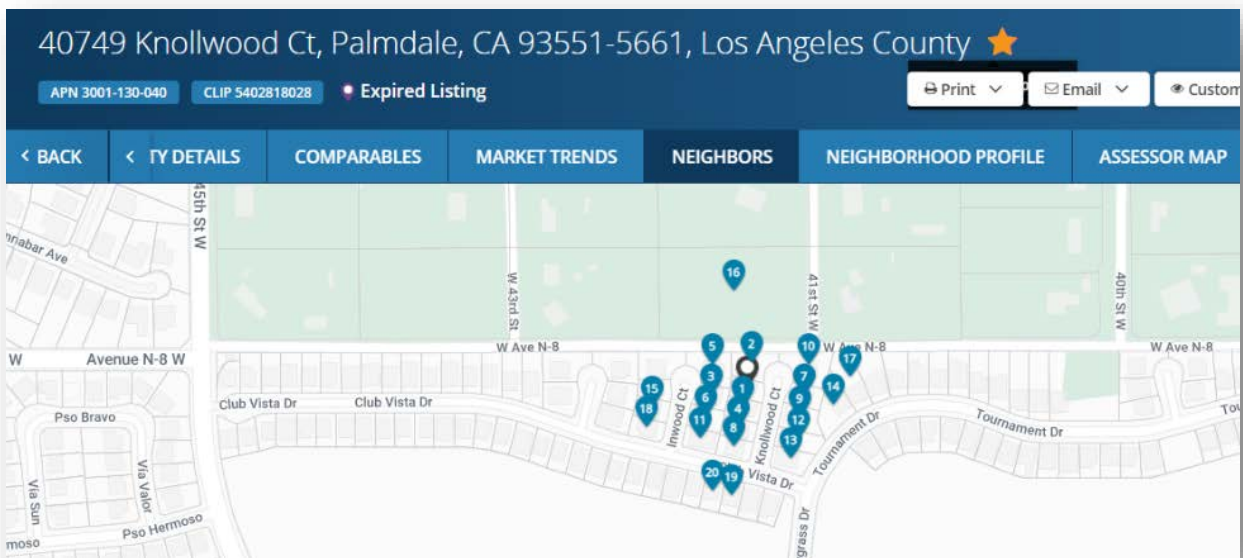 40749 Knollwood Ct, Palmdale, CA 93551-5661, Los Angeles County
APN 3001-130-040 CLIP 5402818028 Expired Listing
Print Email Custom
BACK TY DETAILS COMPARABLES MARKET TRENDS NEIGHBORS NEIGHBORHOOD PROFILE ASSESSOR MAP
45th St W
nnabar Ave
W 43rd St
16
41st St W
40th St W
W Avenue N-8 W
W Ave N-8
5
2
10
W Ave N-8
17
W Ave N-8
3
1
7
14
15
6
9
18
4
11
8
12
13
Club Vista Dr
Club Vista Dr
Inwood Ct
Knollwood Ct
Tournament Dr
Tournament Dr
Tou
Pso Bravo
Via Sun
Via Valor
Pso Hermoso
moso
20
19
Vista Dr
grass Dr